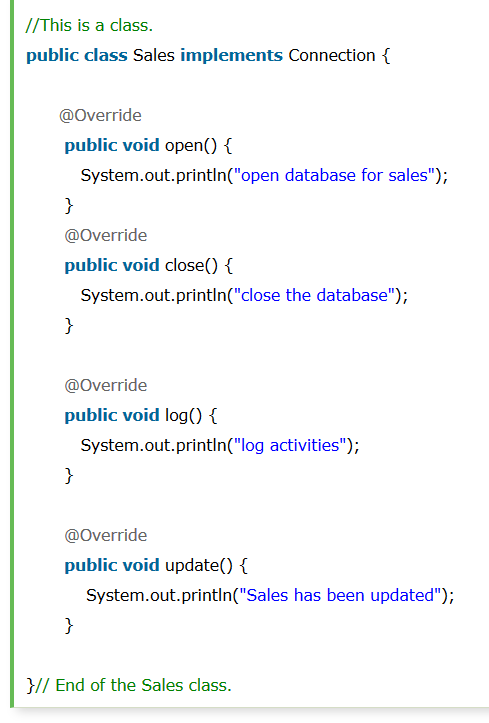 //This is a class.
public class Sales implements Connection {
@Override
public void open() {
System.out.println("open database for sales");
}
@Override
public void close() {
System.out.println("close the database");
}
@Override
public void log() {
System.out.println("log activities");
}
@Override
public void update() {
System.out.println("Sales has been updated");
}
}// End of the Sales class.